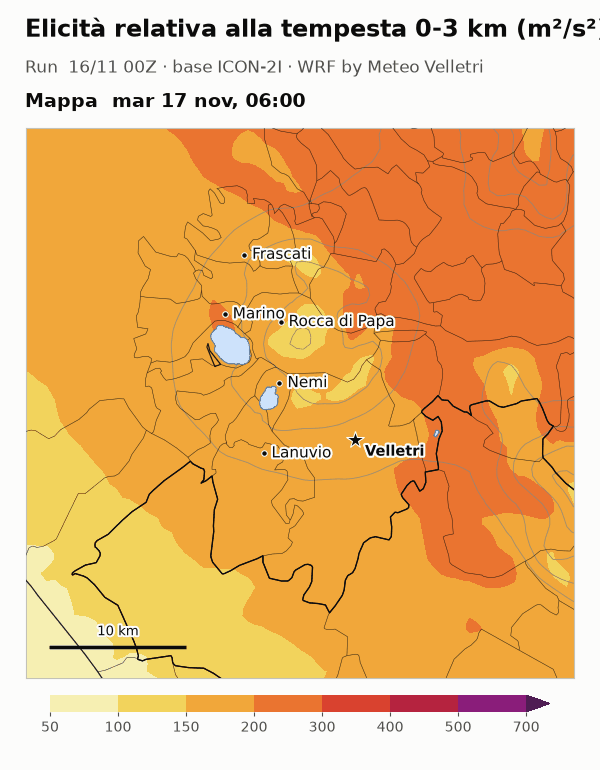 Elicità relativa alla tempesta 0-3 km (m²/s²)
Run 16/11 00Z · base ICON-2I · WRF by Meteo Velletri
Mappa mar 17 nov, 06:00
Frascati
Marino
Rocca di Papa
Nemi
Velletri
Lanuvio
10 km
50 100 150 200 300 400 500 700